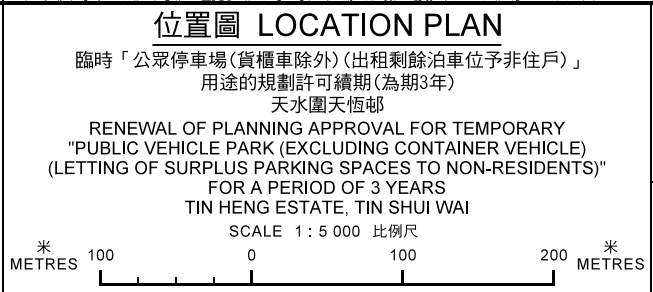 位置圖 LOCATION PLAN
臨時「公眾停車場(貨櫃車除外)(出租剩餘泊車位予非住戶)」
用途的規劃許可續期(為期3年)
天水圍天恆邨
RENEWAL OF PLANNING APPROVAL FOR TEMPORARY
"PUBLIC VEHICLE PARK (EXCLUDING CONTAINER VEHICLE)
(LETTING OF SURPLUS PARKING SPACES TO NON-RESIDENTS)"
FOR A PERIOD OF 3 YEARS
TIN HENG ESTATE, TIN SHUI WAI
SCALE 1 : 5 000 比例尺
米 米
METRES 100 0 100 200 METRES